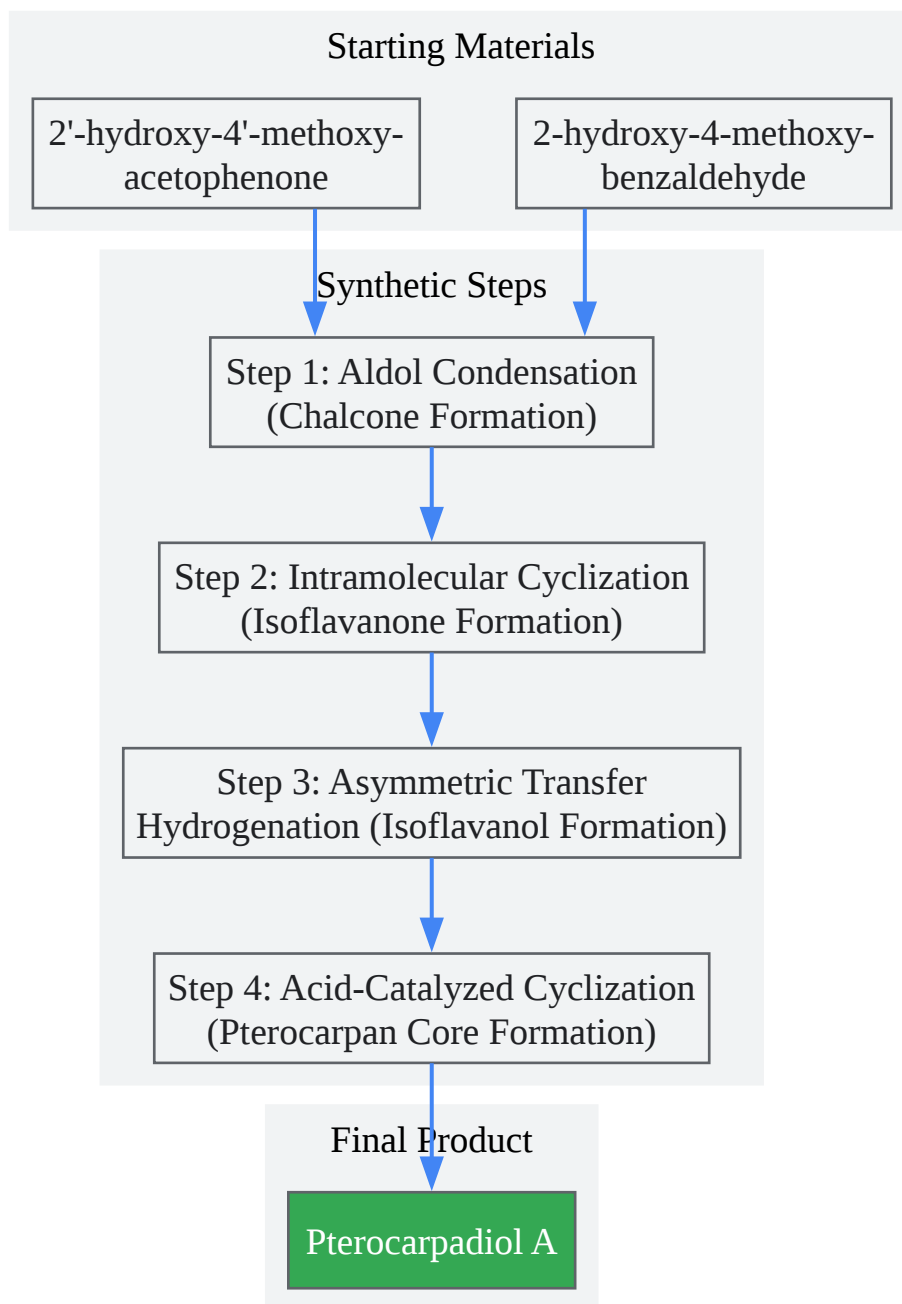 Starting Materials
2'-hydroxy-4'-methoxy-
acetophenone
2-hydroxy-4-methoxy-
benzaldehyde
Synthetic Steps
Step 1: Aldol Condensation
(Chalcone Formation)
Step 2: Intramolecular Cyclization
(Isoflavanone Formation)
Step 3: Asymmetric Transfer
Hydrogenation (Isoflavanol Formation)
Step 4: Acid-Catalyzed Cyclization
(Pterocarpan Core Formation)
Final Product
Pterocarpadiol A